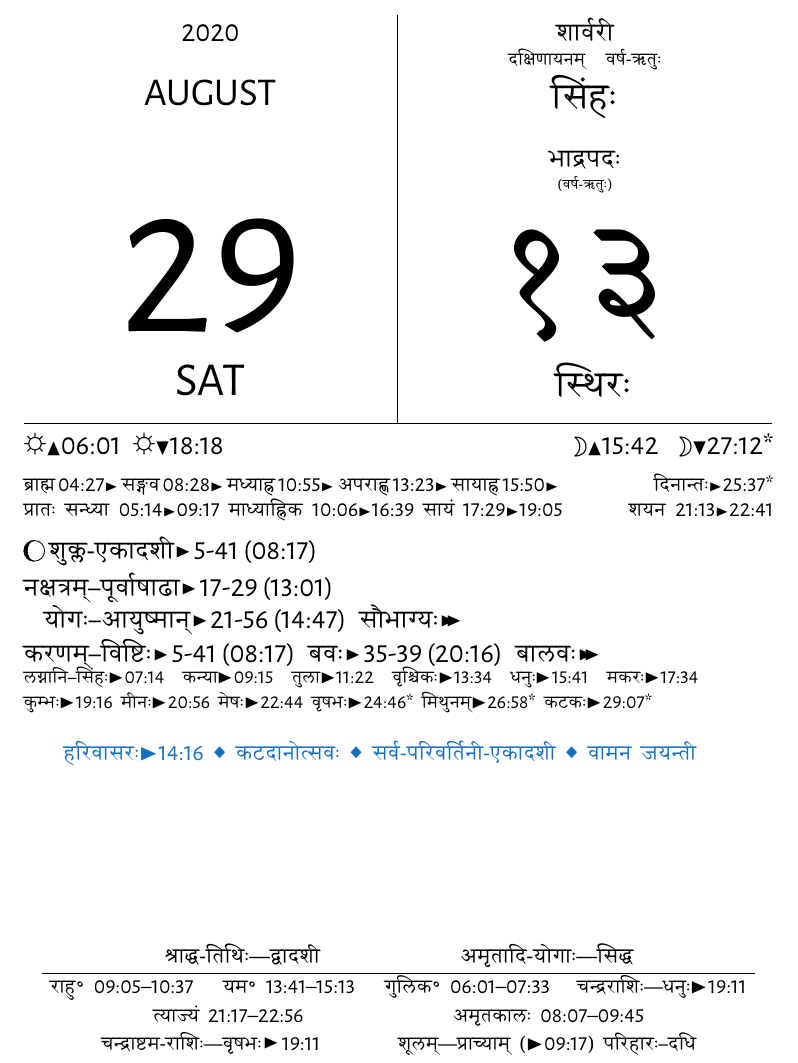 2020
AUGUST
29
SAT
शार्वरी
दक्षिणायनम् वर्ष-ऋतुः
सिंहः
भाद्रपदः
(वर्ष-ऋतुः)
१३
स्थिरः
☼▲06:01 ☼▼18:18 ☽▲15:42 ☽▼27:12*
ब्राह्म 04:27► सङ्गव 08:28► मध्याह्न 10:55► अपराह्ण 13:23► सायाह्न 15:50► दिनान्तः►25:37*
प्रातः सन्ध्या 05:14►09:17 माध्याह्निक 10:06►16:39 सायं 17:29►19:05 शयन 21:13►22:41
शुक्ल-एकादशी►5-41 (08:17)
नक्षत्रम्–पूर्वाषाढा►17-29 (13:01)
योगः–आयुष्मान्►21-56 (14:47) सौभाग्यः►►
करणम्–विष्टिः►5-41 (08:17) बवः►35-39 (20:16) बालवः►►
लग्नानि–सिंहः►07:14 कन्या►09:15 तुला►11:22 वृश्चिकः►13:34 धनुः►15:41 मकरः►17:34
कुम्भः►19:16 मीनः►20:56 मेषः►22:44 वृषभः►24:46* मिथुनम्►26:58* कटकः►29:07*
हरिवासरः►14:16 ◆ कटदानोत्सवः ◆ सर्व-परिवर्तिनी-एकादशी ◆ वामन जयन्ती
श्राद्ध-तिथिः—द्वादशी अमृतादि-योगाः—सिद्ध
राहु° 09:05–10:37 यम° 13:41–15:13 गुलिक° 06:01–07:33 चन्द्रराशिः—धनुः►19:11
त्याज्यं 21:17–22:56 अमृतकालः 08:07–09:45
चन्द्राष्टम-राशिः—वृषभः►19:11 शूलम्—प्राच्याम् (►09:17) परिहारः–दधि